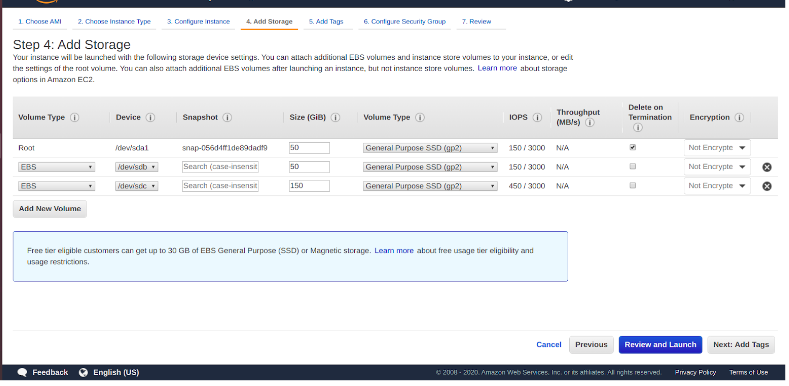 1. Choose AMI 2. Choose Instance Type 3. Configure Instance 4. Add Storage 5. Add Tags 6. Configure Security Group 7. Review
Step 4: Add Storage
Your instance will be launched with the following storage device settings. You can attach additional EBS volumes and instance store volumes to your instance, or edit
the settings of the root volume. You can also attach additional EBS volumes after launching an instance, but not instance store volumes. Learn more about storage
options in Amazon EC2.
Volume Type Device Snapshot Size (GiB) Volume Type IOPS Throughput (MB/s) Delete on Termination Encryption
Root /dev/sda1 snap-056d4ff1de89dadf9 50 General Purpose SSD (gp2) 150 / 3000 N/A Not Encrypte
EBS /dev/sdb Search (case-insensit 50 General Purpose SSD (gp2) 150 / 3000 N/A Not Encrypte
EBS /dev/sdc Search (case-insensit 150 General Purpose SSD (gp2) 450 / 3000 N/A Not Encrypte
Add New Volume
Free tier eligible customers can get up to 30 GB of EBS General Purpose (SSD) or Magnetic storage. Learn more about free usage tier eligibility and
usage restrictions.
Cancel Previous Review and Launch Next: Add Tags
Feedback English (US) © 2008 - 2020, Amazon Web Services, Inc. or its affiliates. All rights reserved. Privacy Policy Terms of Use